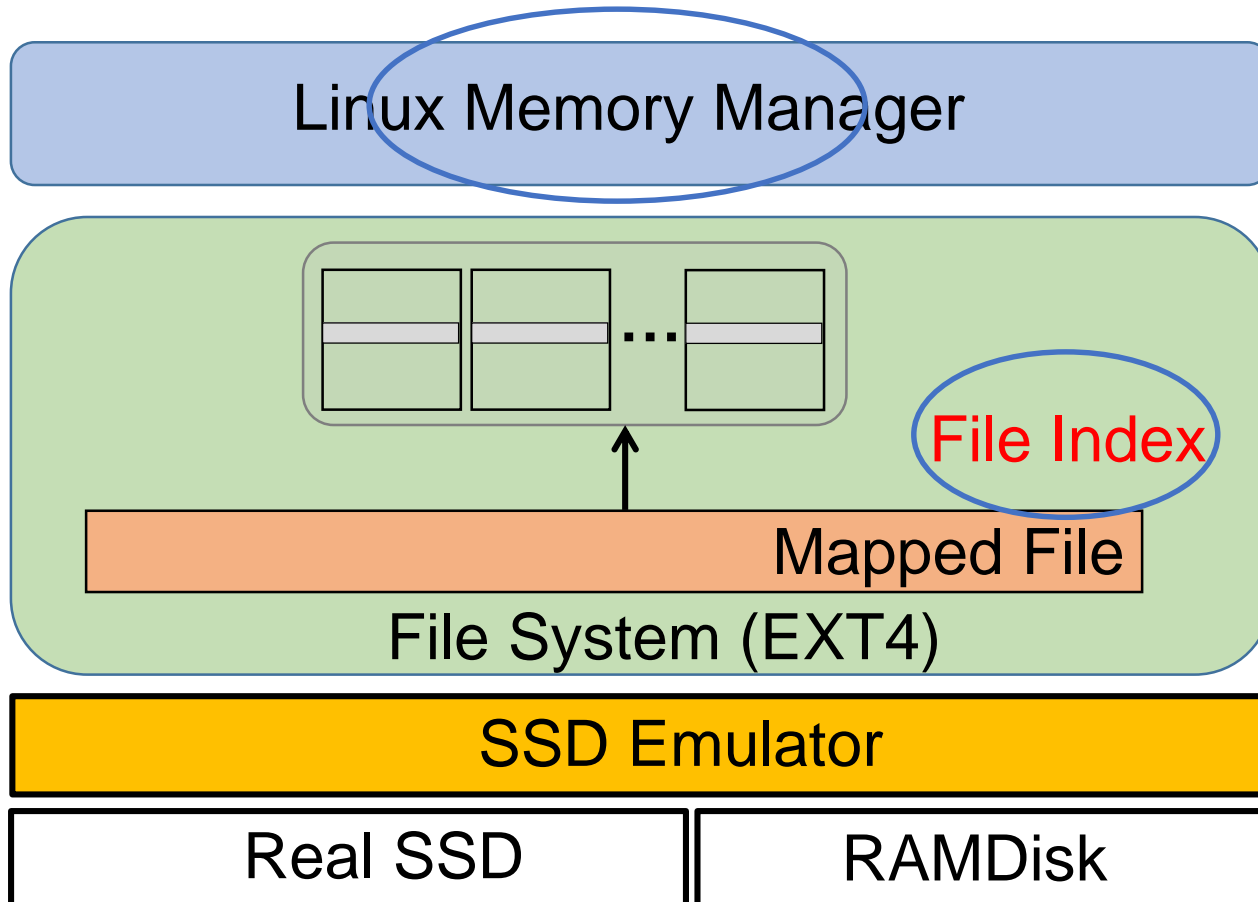 Linux Memory Manager
...
File Index
Mapped File
File System (EXT4)
SSD Emulator
Real SSD
RAMDisk